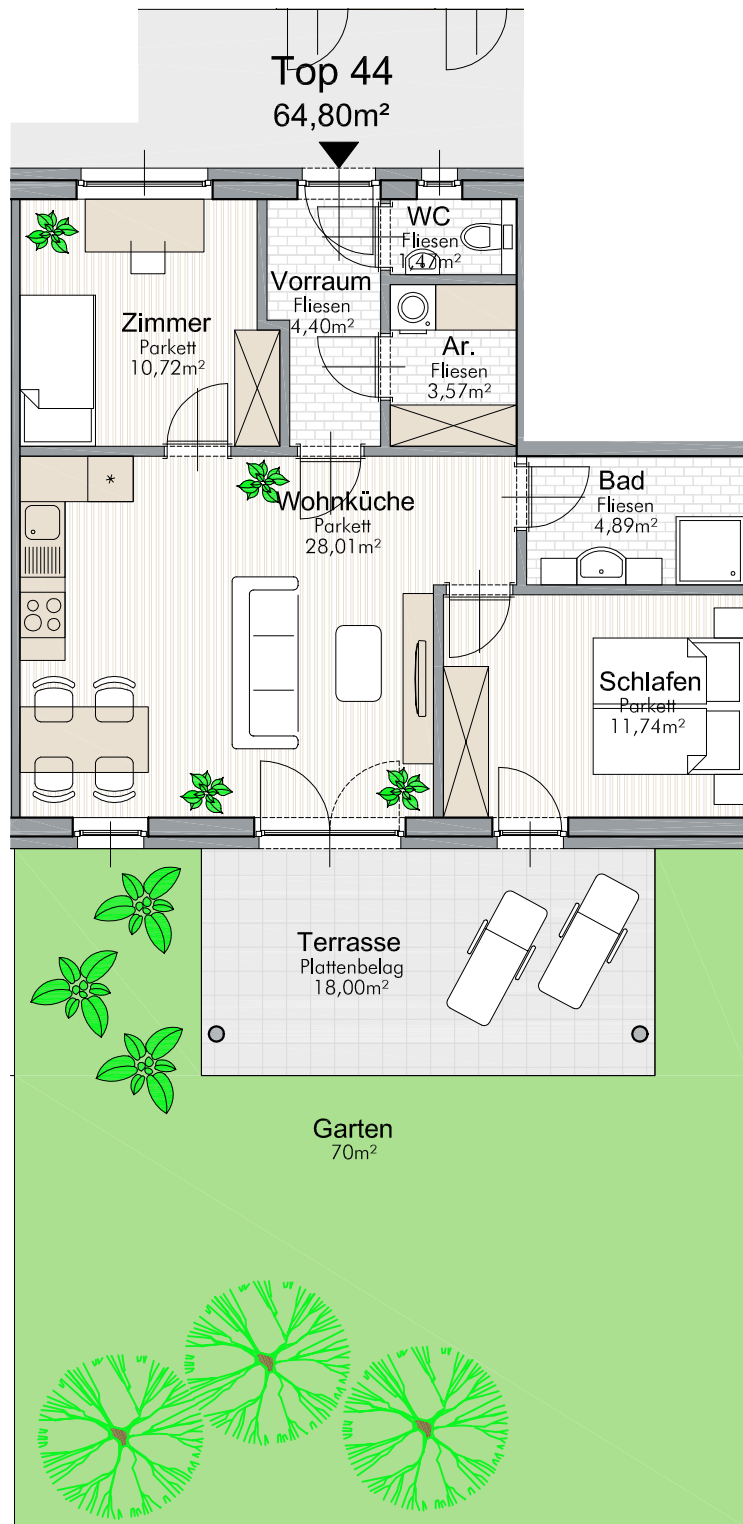 Top 44
64,80m²
WC
Fliesen
1,47m²
Vorraum
Fliesen
4,40m²
Zimmer
Parkett
10,72m²
Ar.
Fliesen
3,57m²
*
Wohnküche
Parkett
28,01m²
Bad
Fliesen
4,89m²
Schlafen
Parkett
11,74m²
Terrasse
Plattenbelag
18,00m²
Garten
70m²